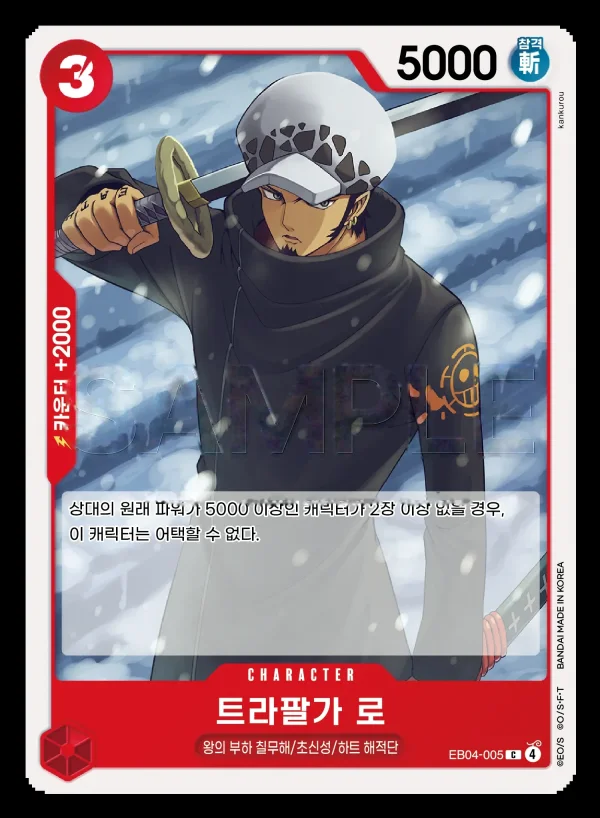 3
5000
참격
斬
kankurou
카운터 +2000
SAMPLE
상대의 원래 파워가 5000 이상인 캐릭터가 2장 이상 없을 경우,
이 캐릭터는 어택할 수 없다.
CHARACTER
트라팔가 로
왕의 부하 칠무해/초신성/하트 해적단
EB04-005 C 4
©EO/S ©O/S·F·T BANDAI MADE IN KOREA